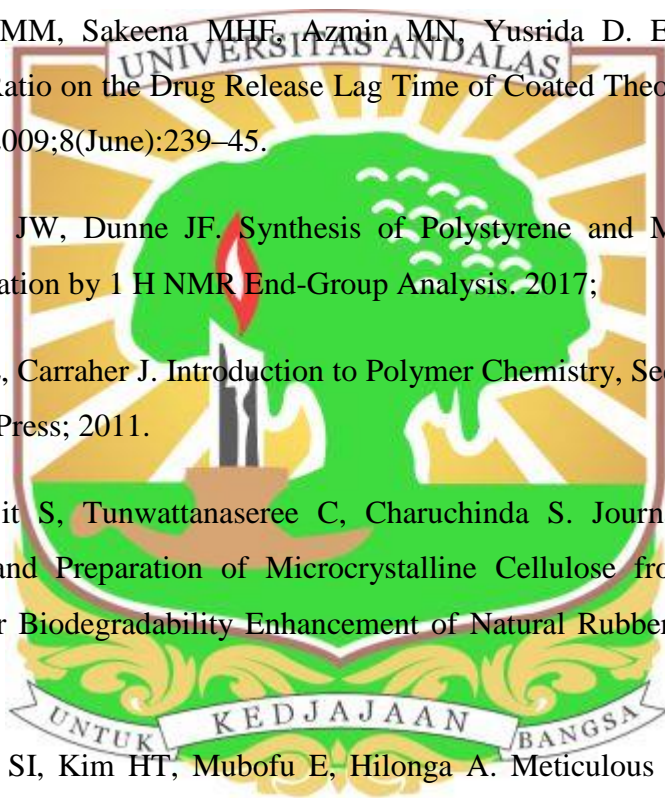 MM, Sakeena MHF, Azmin MN, Yusrida D. E
UNIVERSITAS ANDALAS
Ratio on the Drug Release Lag Time of Coated Theo
2009;8(June):239–45.
JW, Dunne JF. Synthesis of Polystyrene and M
ation by 1 H NMR End-Group Analysis. 2017;
, Carraher J. Introduction to Polymer Chemistry, Sec
Press; 2011.
it S, Tunwattanaseree C, Charuchinda S. Journ
and Preparation of Microcrystalline Cellulose fro
r Biodegradability Enhancement of Natural Rubber
UNTUK KEDJAJAAN BANGSA
SI, Kim HT, Mubofu E, Hilonga A. Meticulous